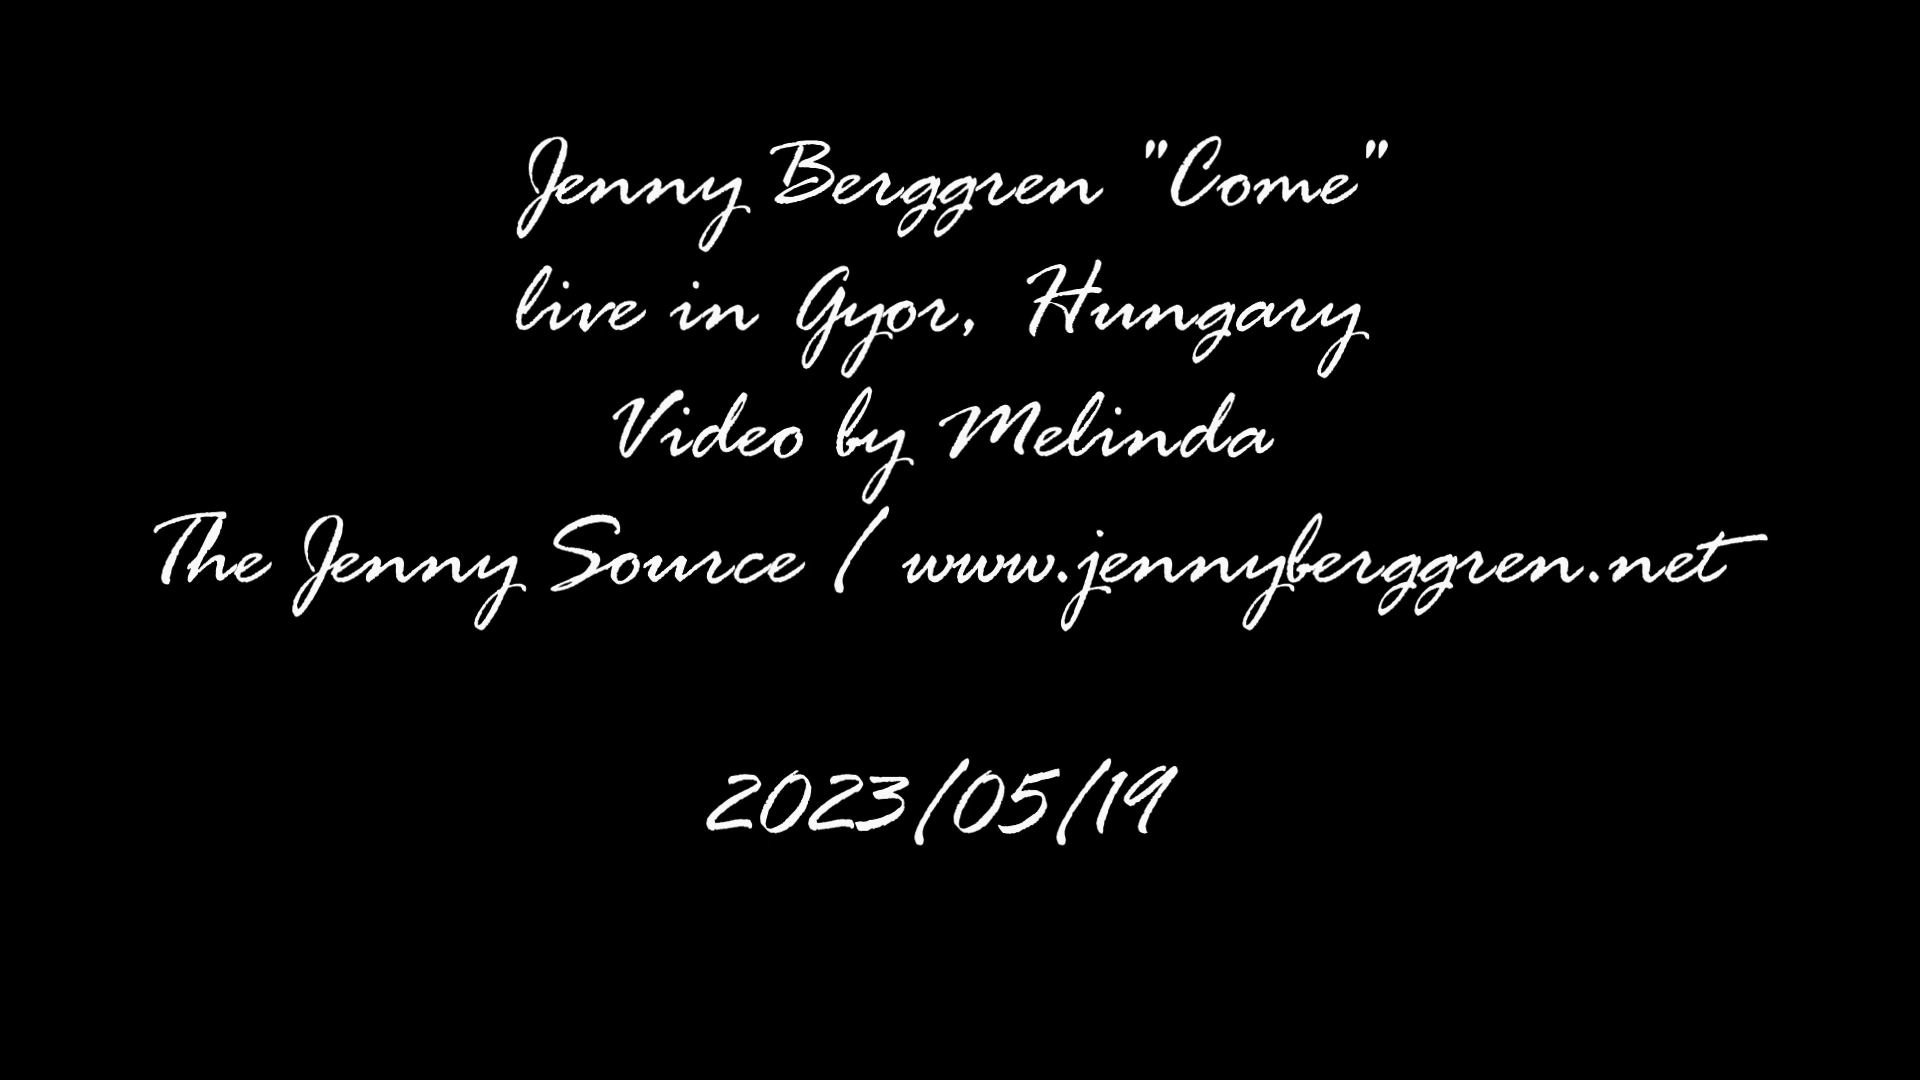 Jenny Berggren "Come"
live in Gyor, Hungary
Video by Melinda
The Jenny Source / www.jennyberggren.net
2023/05/19